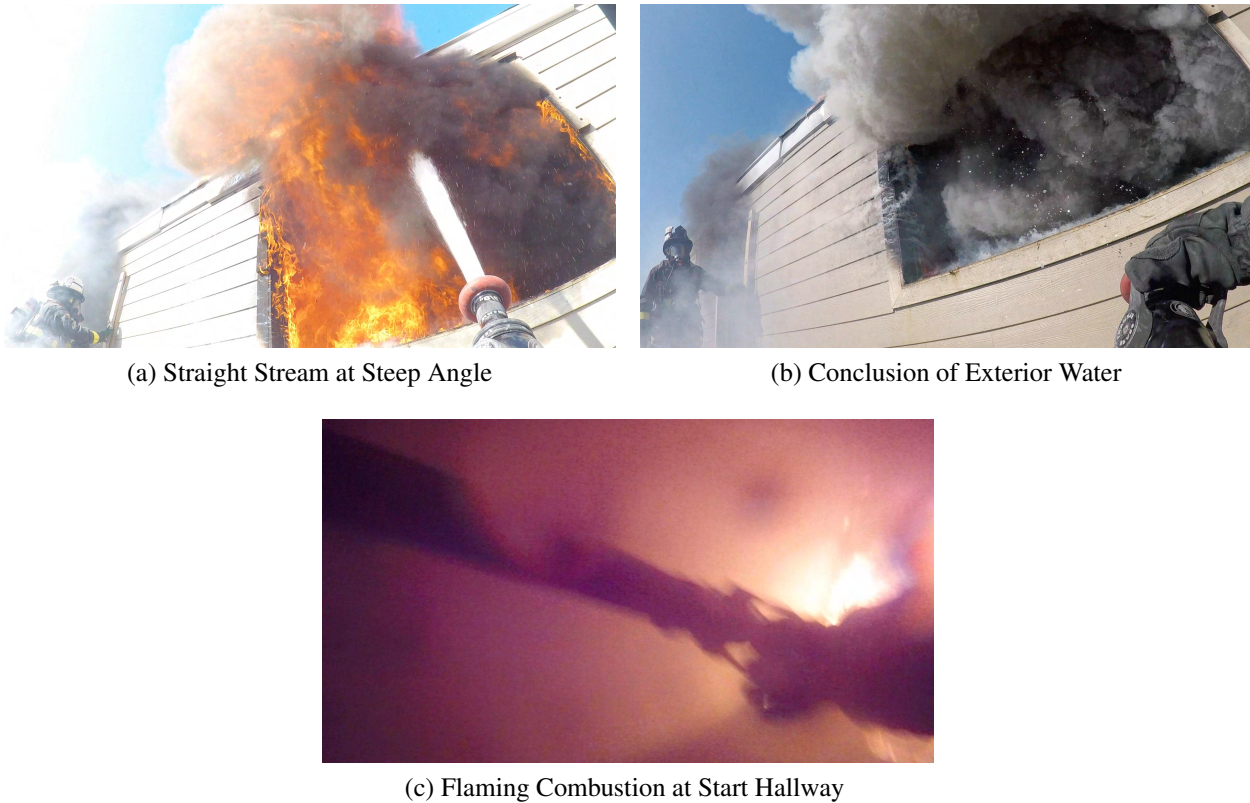 (a) Straight Stream at Steep Angle
(b) Conclusion of Exterior Water
(c) Flaming Combustion at Start Hallway